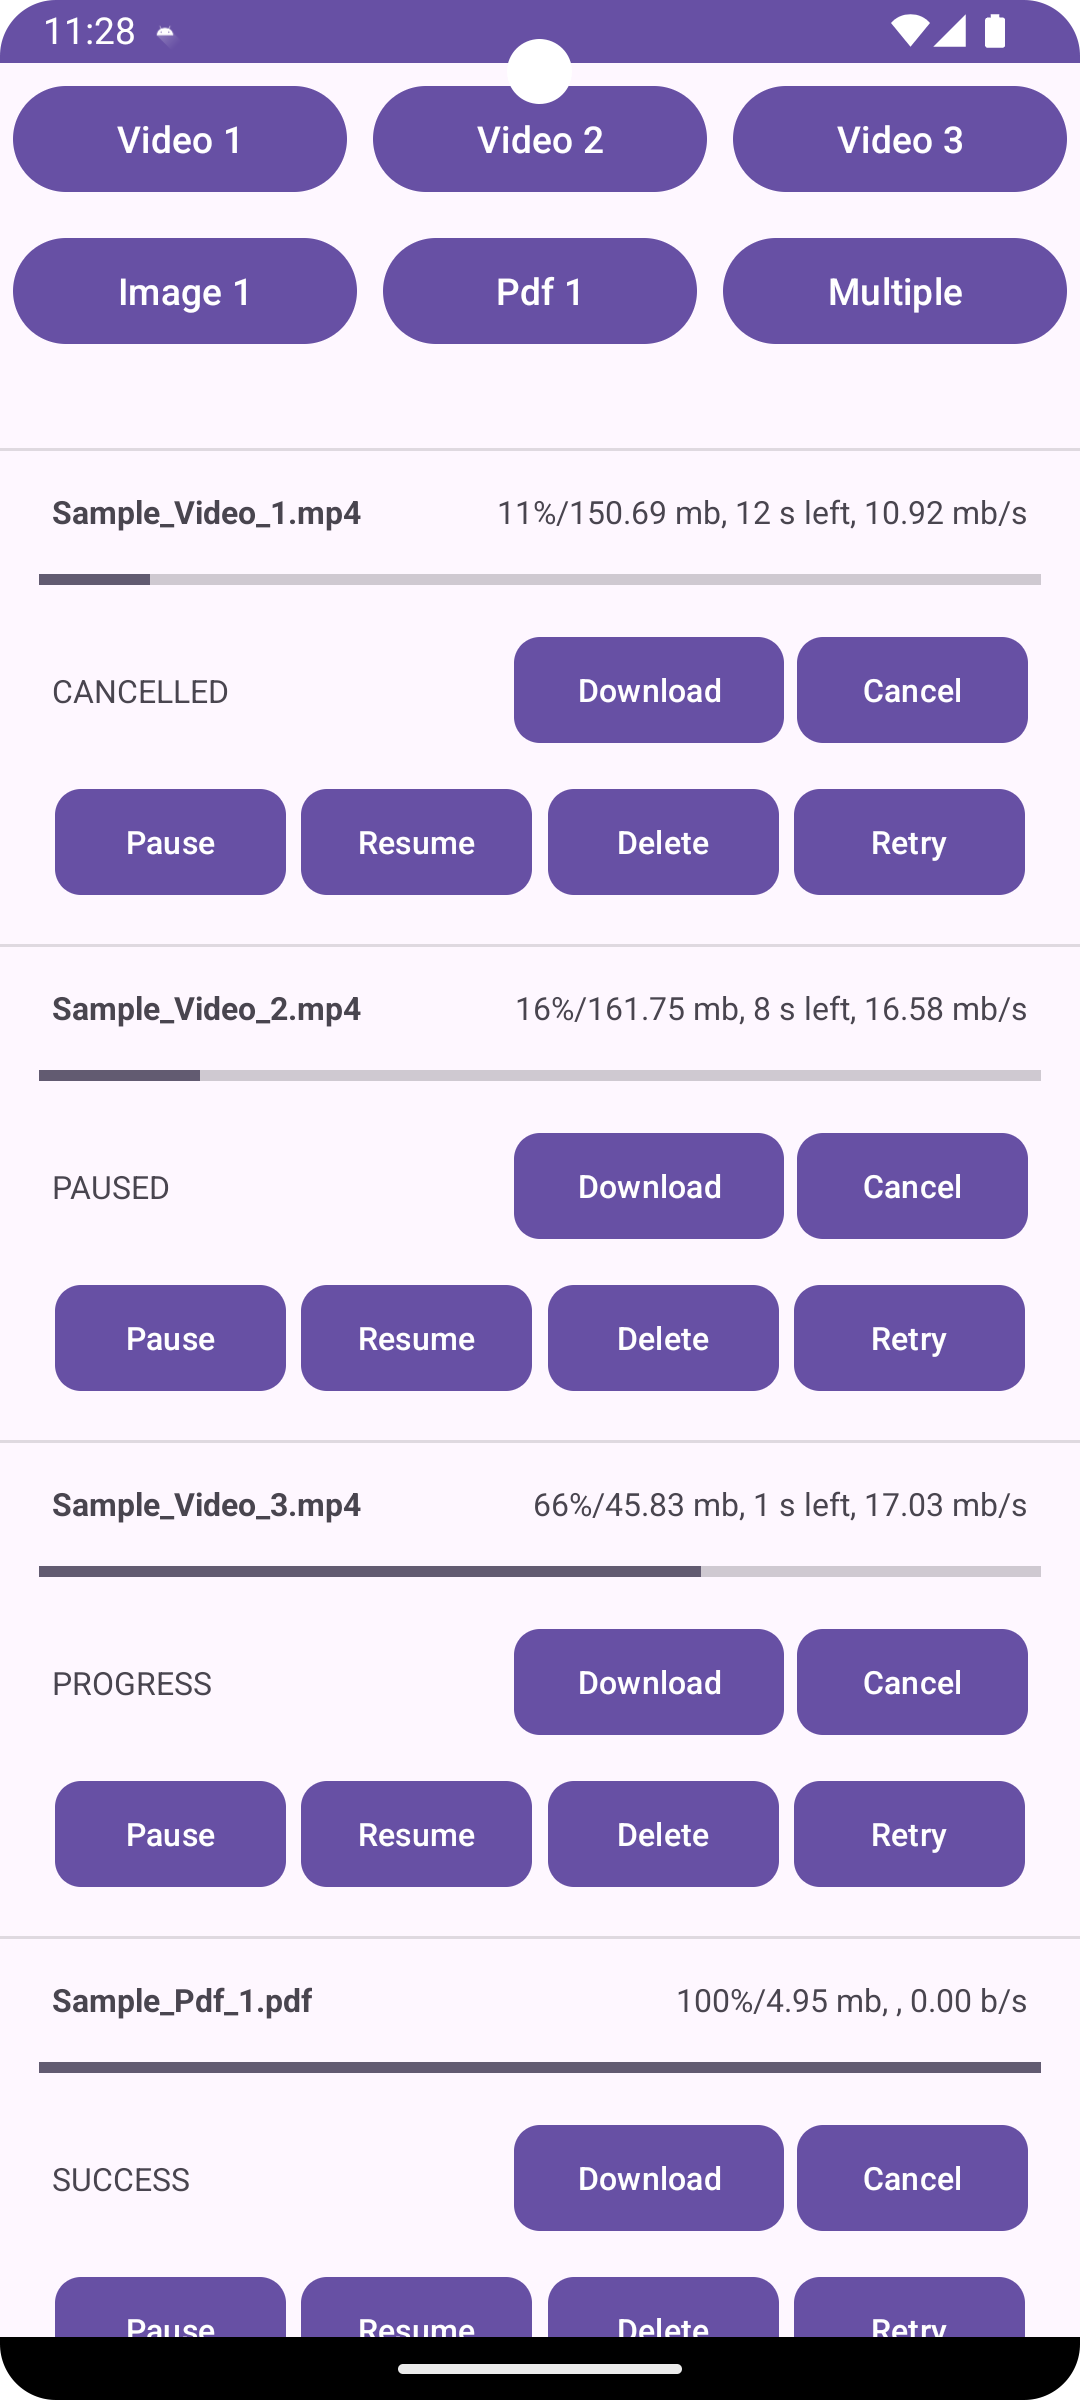 11:28
Video 1 Video 2 Video 3
Image 1 Pdf 1 Multiple
Sample_Video_1.mp4 11%/150.69 mb, 12 s left, 10.92 mb/s
CANCELLED Download Cancel
Pause Resume Delete Retry
Sample_Video_2.mp4 16%/161.75 mb, 8 s left, 16.58 mb/s
PAUSED Download Cancel
Pause Resume Delete Retry
Sample_Video_3.mp4 66%/45.83 mb, 1 s left, 17.03 mb/s
PROGRESS Download Cancel
Pause Resume Delete Retry
Sample_Pdf_1.pdf 100%/4.95 mb, , 0.00 b/s
SUCCESS Download Cancel
Pause Resume Delete Retry